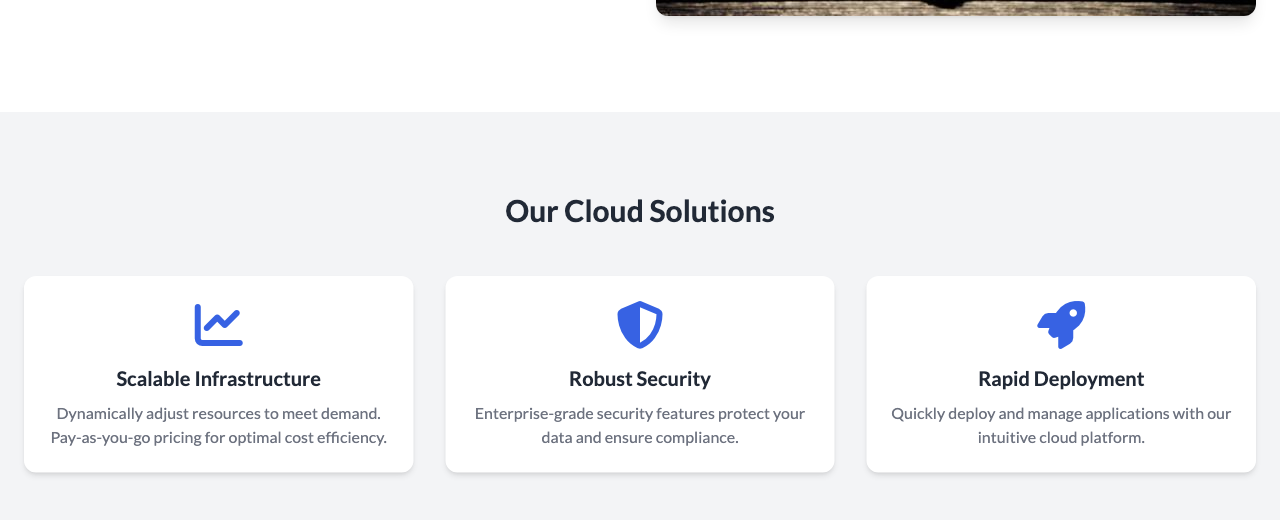 Our Cloud Solutions
Scalable Infrastructure
Dynamically adjust resources to meet demand.
Pay-as-you-go pricing for optimal cost efficiency.
Robust Security
Enterprise-grade security features protect your
data and ensure compliance.
Rapid Deployment
Quickly deploy and manage applications with our
intuitive cloud platform.